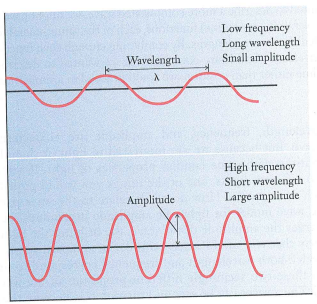 Low frequency
Long wavelength
Small amplitude
Wavelength
λ
High frequency
Short wavelength
Large amplitude
Amplitude